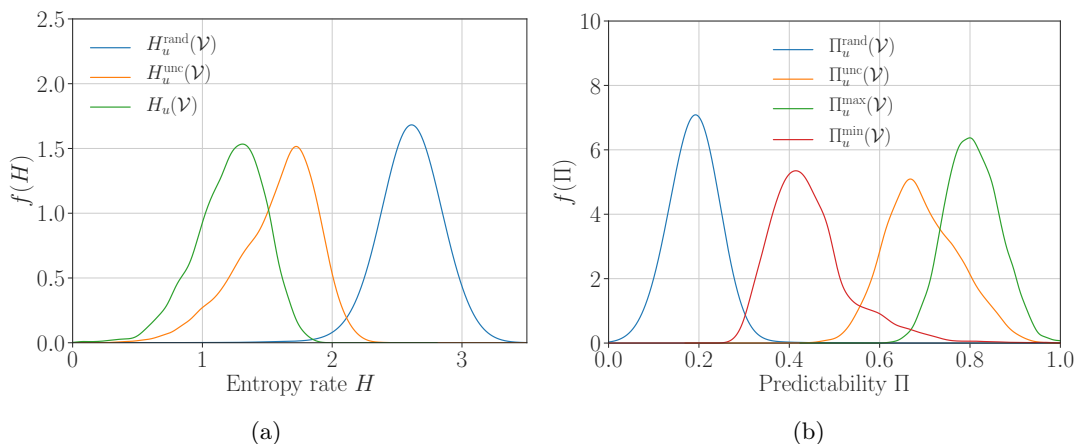 2.5
2.0
1.5
1.0
0.5
0.0
f(H)
H_u^rand(𝒱)
H_u^unc(𝒱)
H_u(𝒱)
0 1 2 3
Entropy rate H
(a)
10
8
6
4
2
0
f(Π)
Π_u^rand(𝒱)
Π_u^unc(𝒱)
Π_u^max(𝒱)
Π_u^min(𝒱)
0.0 0.2 0.4 0.6 0.8 1.0
Predictability Π
(b)